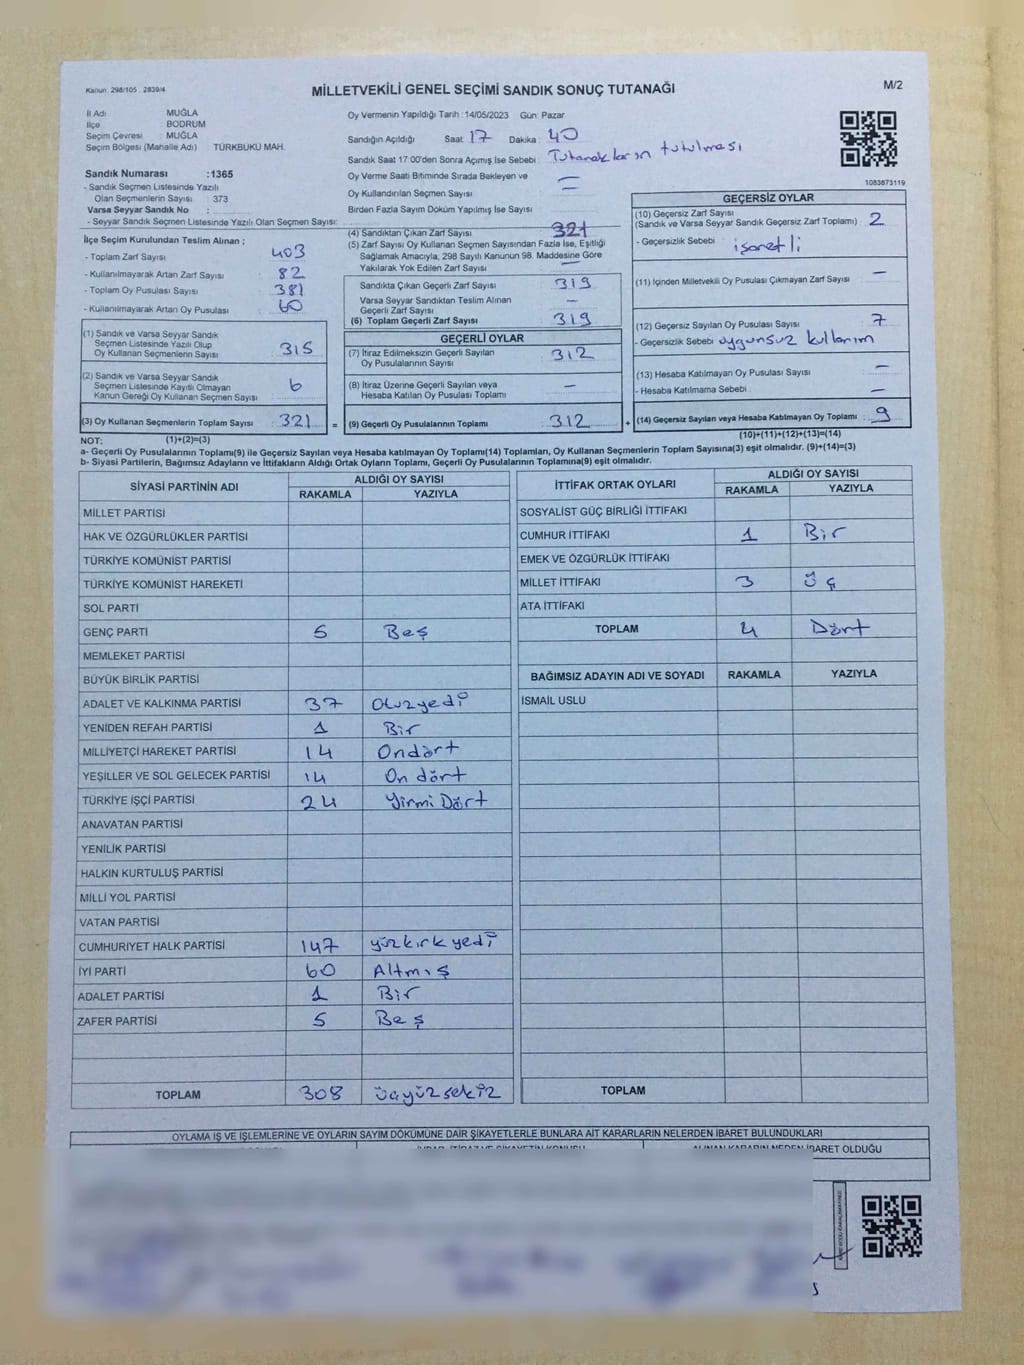 Kanun. 298/105 . 2839/4
MİLLETVEKİLİ GENEL SEÇİMİ SANDIK SONUÇ TUTANAĞI
M/2
İl Adı MUĞLA
İlçe BODRUM
Seçim Çevresi MUĞLA
Seçim Bölgesi (Mahalle Adı) TÜRKBÜKÜ MAH.
Oy Vermenin Yapıldığı Tarih :14/05/2023 Gün: Pazar
Sandığın Açıldığı Saat: 17 Dakika: 40
Sandık Saat 17:00'den Sonra Açımış İse Sebebi : Tutanakların tutulması
Oy Verme Saati Bitiminde Sırada Bekleyen ve
Oy Kullandırılan Seçmen Sayısı
Birden Fazla Sayım Döküm Yapılmış İse Sayısı
1083873119
Sandık Numarası :1365
- Sandık Seçmen Listesinde Yazılı
Olan Seçmenlerin Sayısı : 373
Varsa Seyyar Sandık No :
- Seyyar Sandık Seçmen Listesinde Yazılı Olan Seçmen Sayısı:
İlçe Seçim Kurulundan Teslim Alınan ;
- Toplam Zarf Sayısı 403
- Kullanılmayarak Artan Zarf Sayısı 82
- Toplam Oy Pusulası Sayısı 381
- Kullanılmayarak Artan Oy Pusulası 60
(1) Sandık ve Varsa Seyyar Sandık
Seçmen Listesinde Yazılı Olup
Oy Kullanan Seçmenlerin Sayısı 315
(2) Sandık ve Varsa Seyyar Sandık
Seçmen Listesinde Kayıtlı Olmayan
Kanun Gereği Oy Kullanan Seçmen Sayısı 6
(3) Oy Kullanan Seçmenlerin Toplam Sayısı 321 =
(4) Sandıktan Çıkan Zarf Sayısı 321
(5) Zarf Sayısı Oy Kullanan Seçmen Sayısından Fazla İse, Eşitliği
Sağlamak Amacıyla, 298 Sayılı Kanunun 98. Maddesine Göre
Yakılarak Yok Edilen Zarf Sayısı —
Sandıkta Çıkan Geçerli Zarf Sayısı 319
Varsa Seyyar Sandıktan Teslim Alınan
Geçerli Zarf Sayısı —
(6) Toplam Geçerli Zarf Sayısı 319
GEÇERLİ OYLAR
(7) İtiraz Edilmeksizin Geçerli Sayılan
Oy Pusulalarının Sayısı 312
(8) İtiraz Üzerine Geçerli Sayılan veya
Hesaba Katılan Oy Pusulası Toplamı —
(9) Geçerli Oy Pusulalarının Toplamı 312 +
GEÇERSİZ OYLAR
(10) Geçersiz Zarf Sayısı
(Sandık ve Varsa Seyyar Sandık Geçersiz Zarf Toplamı) 2
- Geçersizlik Sebebi : işaretli
(11) İçinden Milletvekili Oy Pusulası Çıkmayan Zarf Sayısı —
(12) Geçersiz Sayılan Oy Pusulası Sayısı 7
- Geçersizlik Sebebi uygunsuz kullanım
(13) Hesaba Katılmayan Oy Pusulası Sayısı —
- Hesaba Katılmama Sebebi : —
(14) Geçersiz Sayılan veya Hesaba Katılmayan Oy Toplamı : 9
NOT: (1)+(2)=(3)
(10)+(11)+(12)+(13)=(14)
a- Geçerli Oy Pusulalarının Toplamı(9) ile Geçersiz Sayılan veya Hesaba Katılmayan Oy Toplamı(14) Toplamları, Oy Kullanan Seçmenlerin Toplam Sayısına(3) eşit olmalıdır. (9)+(14)=(3)
b- Siyasi Partilerin, Bağımsız Adayların ve İttifakların Aldığı Ortak Oyların Toplamı, Geçerli Oy Pusulalarının Toplamına(9) eşit olmalıdır.
SİYASİ PARTİNİN ADI ALDIĞI OY SAYISI
RAKAMLA YAZIYLA
MİLLET PARTİSİ
HAK VE ÖZGÜRLÜKLER PARTİSİ
TÜRKİYE KOMÜNİST PARTİSİ
TÜRKİYE KOMÜNİST HAREKETİ
SOL PARTİ
GENÇ PARTİ 5 Beş
MEMLEKET PARTİSİ
BÜYÜK BİRLİK PARTİSİ
ADALET VE KALKINMA PARTİSİ 37 Otuzyedi
YENİDEN REFAH PARTİSİ 1 Bir
MİLLİYETÇİ HAREKET PARTİSİ 14 Ondört
YEŞİLLER VE SOL GELECEK PARTİSİ 14 On dört
TÜRKİYE İŞÇİ PARTİSİ 24 Yirmi Dört
ANAVATAN PARTİSİ
YENİLİK PARTİSİ
HALKIN KURTULUŞ PARTİSİ
MİLLİ YOL PARTİSİ
VATAN PARTİSİ
CUMHURİYET HALK PARTİSİ 147 yüzkırk yedi
İYİ PARTİ 60 Altmış
ADALET PARTİSİ 1 Bir
ZAFER PARTİSİ 5 Beş
TOPLAM 308 üçyüz sekiz
İTTİFAK ORTAK OYLARI ALDIĞI OY SAYISI
RAKAMLA YAZIYLA
SOSYALİST GÜÇ BİRLİĞİ İTTİFAKI
CUMHUR İTTİFAKI 1 Bir
EMEK VE ÖZGÜRLÜK İTTİFAKI
MİLLET İTTİFAKI 3 Üç
ATA İTTİFAKI
TOPLAM 4 Dört
BAĞIMSIZ ADAYIN ADI VE SOYADI RAKAMLA YAZIYLA
İSMAİL USLU
TOPLAM
OYLAMA İŞ VE İŞLEMLERİNE VE OYLARIN SAYIM DÖKÜMÜNE DAİR ŞİKAYETLERLE BUNLARA AİT KARARLARIN NELERDEN İBARET BULUNDUKLARI
İBARET OLDUĞU